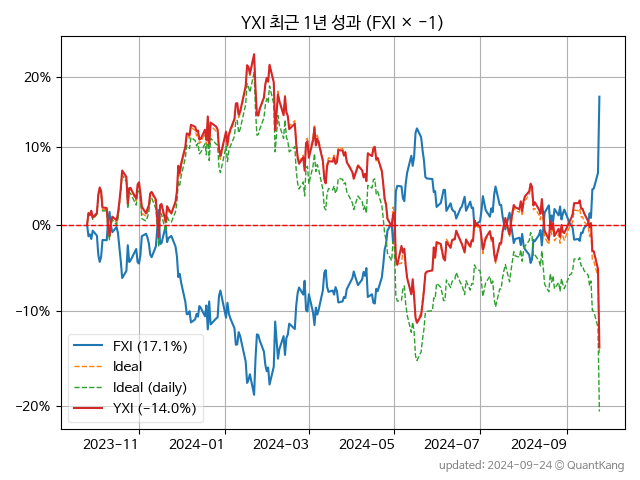 YXI 최근 1년 성과 (FXI × −1)
20%
10%
0%
−10%
−20%
FXI (17.1%)
Ideal
Ideal (daily)
YXI (−14.0%)
2023-11
2024-01
2024-03
2024-05
2024-07
2024-09
updated: 2024-09-24 © QuantKang